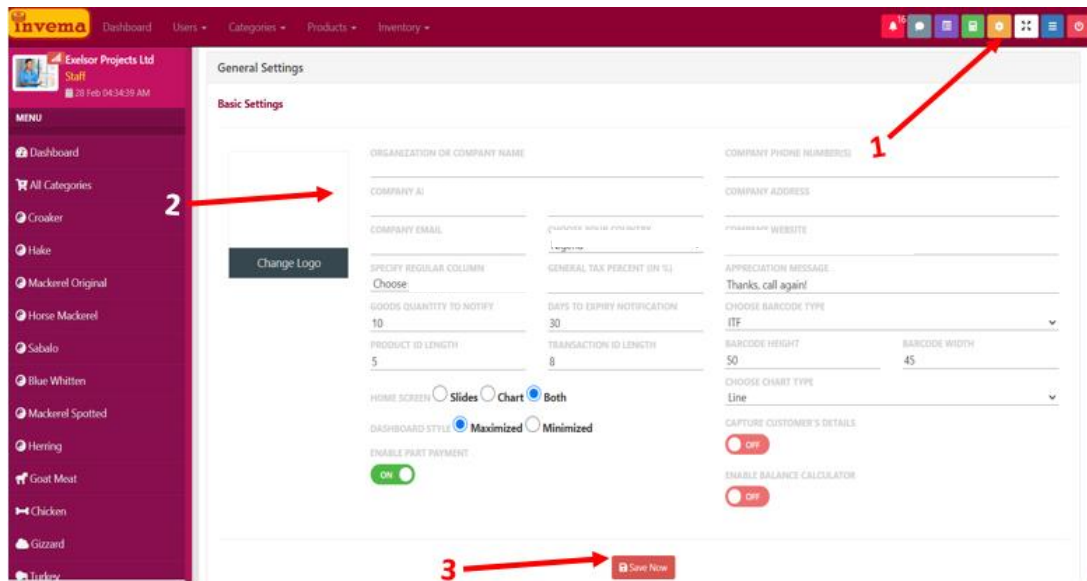 invema Dashboard Users Categories Products Inventory 16
Exelsor Projects Ltd
Staff
28 Feb 04:34:39 AM
MENU
Dashboard
All Categories
Croaker
Hake
Mackerel Original
Horse Mackerel
Sabalo
Blue Whitten
Mackerel Spotted
Herring
Goat Meat
Chicken
Gizzard
Turkey
General Settings
Basic Settings
1
2
Change Logo
ORGANIZATION OR COMPANY NAME
COMPANY PHONE NUMBER(S)
COMPANY
COMPANY ADDRESS
COMPANY EMAIL
CHOOSE YOUR COUNTRY
COMPANY WEBSITE
SPECIFY REGULAR COLUMN
Choose
GENERAL TAX PERCENT (IN %)
APPRECIATION MESSAGE
Thanks, call again!
GOODS QUANTITY TO NOTIFY
10
DAYS TO EXPIRY NOTIFICATION
30
CHOOSE BARCODE TYPE
ITF
PRODUCT ID LENGTH
5
TRANSACTION ID LENGTH
8
BARCODE HEIGHT
50
BARCODE WIDTH
45
HOME SCREEN Slides Chart Both
CHOOSE CHART TYPE
Line
DASHBOARD STYLE Maximized Minimized
CAPTURE CUSTOMER'S DETAILS
OFF
ENABLE PART PAYMENT
ON
ENABLE BALANCE CALCULATOR
OFF
3
Save Now